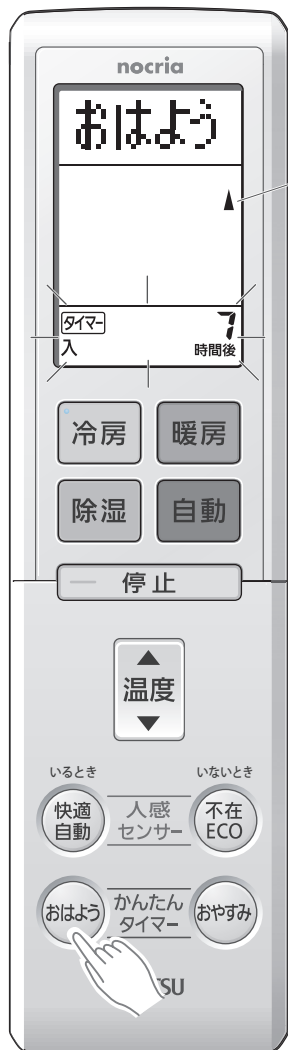 nocria
おはよう
タイマー 7
入 時間後
冷房 暖房
除湿 自動
停止
温度
いるとき いないとき
快適
自動
人感
センサー
不在
ECO
おはよう
かんたん
タイマー
おやすみ